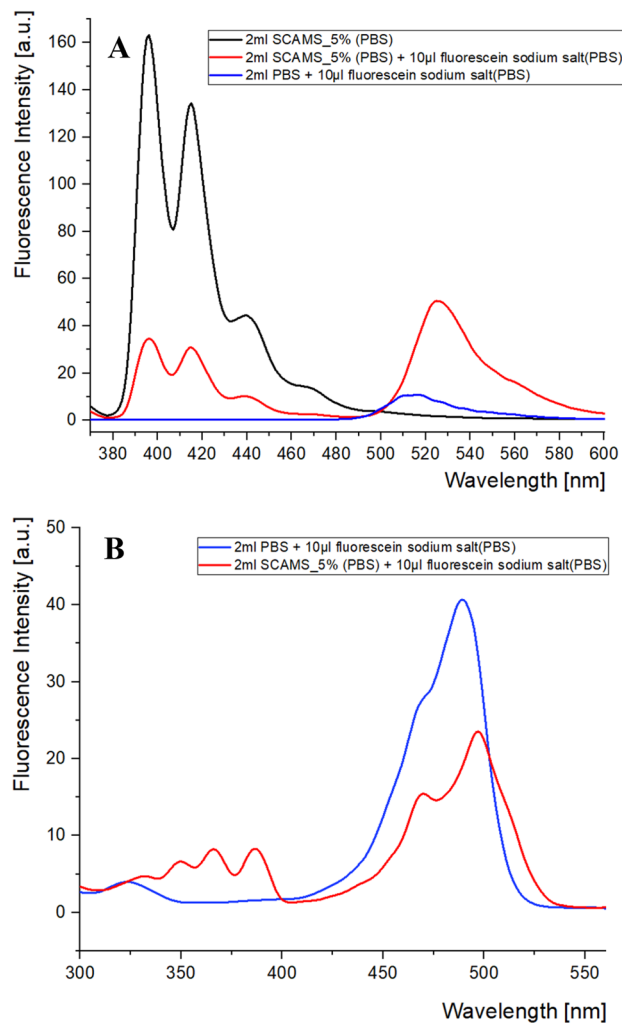 A
2ml SCAMS_5% (PBS)
2ml SCAMS_5% (PBS) + 10µl fluorescein sodium salt(PBS)
2ml PBS + 10µl fluorescein sodium salt(PBS)
Fluorescence Intensity [a.u.]
160
140
120
100
80
60
40
20
0
380 400 420 440 460 480 500 520 540 560 580 600
Wavelength [nm]
B
2ml PBS + 10µl fluorescein sodium salt(PBS)
2ml SCAMS_5% (PBS) + 10µl fluorescein sodium salt(PBS)
Fluorescence Intensity [a.u.]
50
40
30
20
10
0
300 350 400 450 500 550
Wavelength [nm]